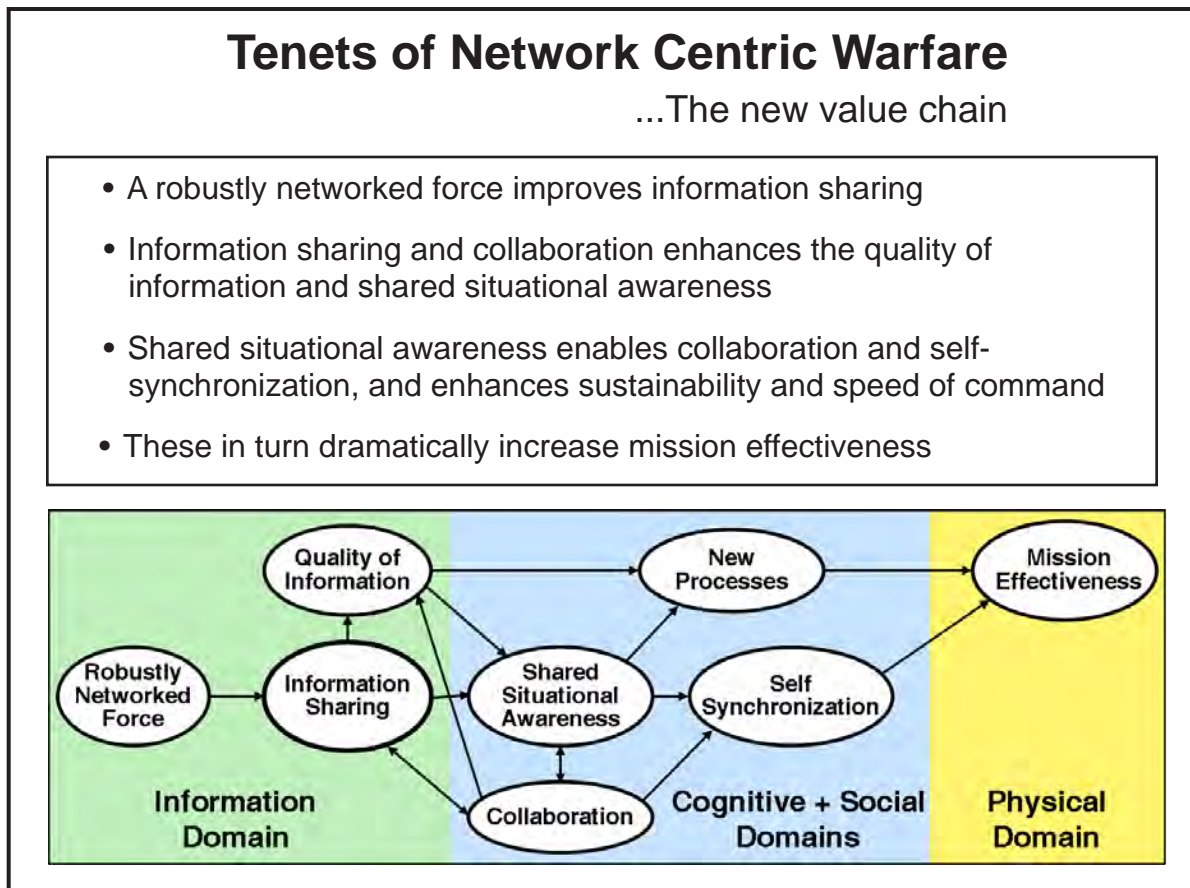 Tenets of Network Centric Warfare
...The new value chain
• A robustly networked force improves information sharing
• Information sharing and collaboration enhances the quality of
information and shared situational awareness
• Shared situational awareness enables collaboration and self-
synchronization, and enhances sustainability and speed of command
• These in turn dramatically increase mission effectiveness
Quality of
Information
New
Processes
Mission
Effectiveness
Robustly
Networked
Force
Information
Sharing
Shared
Situational
Awareness
Self
Synchronization
Collaboration
Information
Domain
Cognitive + Social
Domains
Physical
Domain